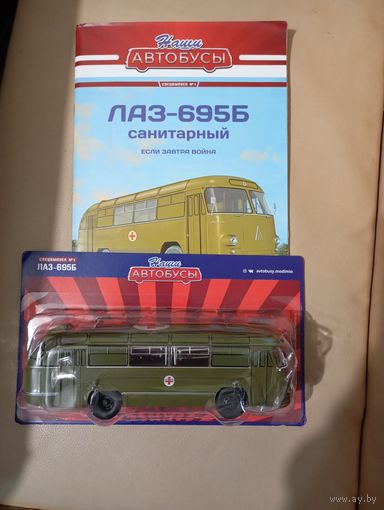 Наши
АВТОБУСЫ
СПЕЦВЫПУСК №1
ЛАЗ-695Б
санитарный
ЕСЛИ ЗАВТРА ВОЙНА
СПЕЦВЫПУСК №1
ЛАЗ-695Б
Наши
АВТОБУСЫ
avtobusy.modimio
www.ay.by